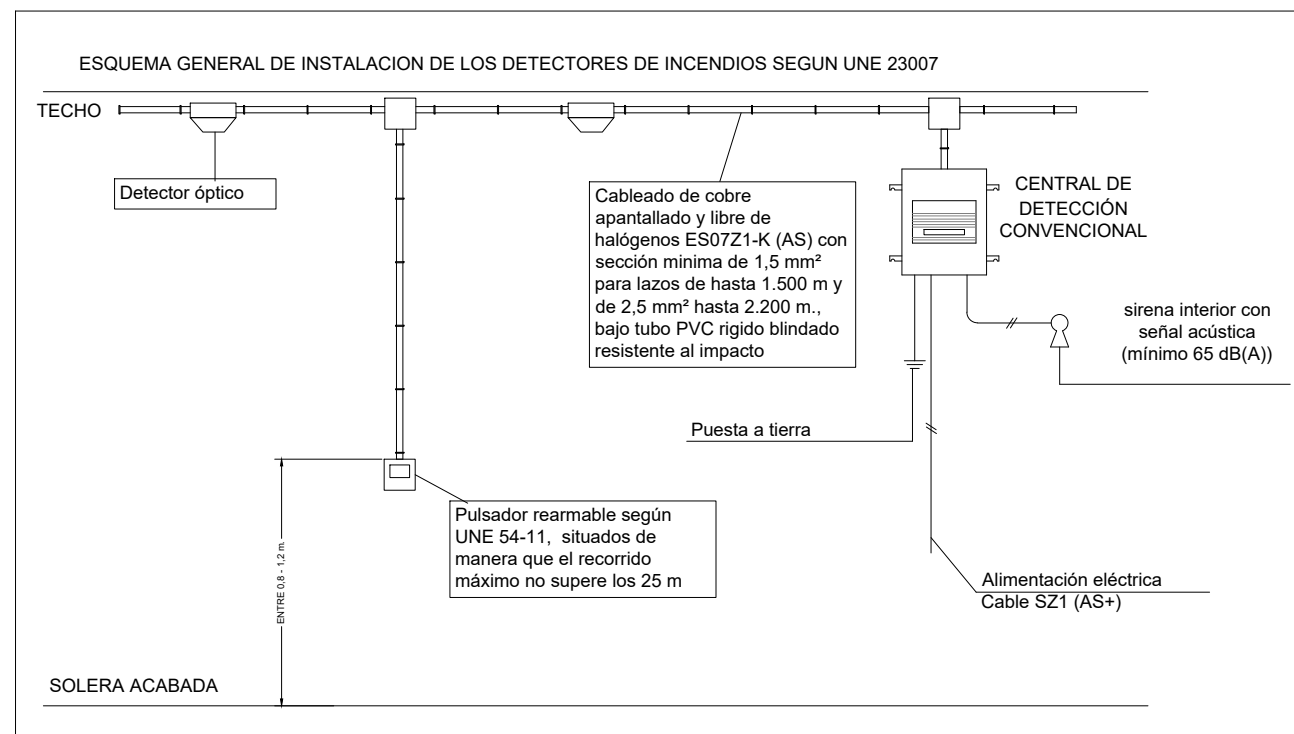 ESQUEMA GENERAL DE INSTALACION DE LOS DETECTORES DE INCENDIOS SEGUN UNE 23007
TECHO
Detector óptico
Cableado de cobre
apantallado y libre de
halógenos ES07Z1-K (AS) con
sección minima de 1,5 mm²
para lazos de hasta 1.500 m y
de 2,5 mm² hasta 2.200 m.,
bajo tubo PVC rigido blindado
resistente al impacto
CENTRAL DE
DETECCIÓN
CONVENCIONAL
sirena interior con
señal acústica
(mínimo 65 dB(A))
Puesta a tierra
Pulsador rearmable según
UNE 54-11, situados de
manera que el recorrido
máximo no supere los 25 m
ENTRE 0,8 - 1,2 m.
Alimentación eléctrica
Cable SZ1 (AS+)
SOLERA ACABADA